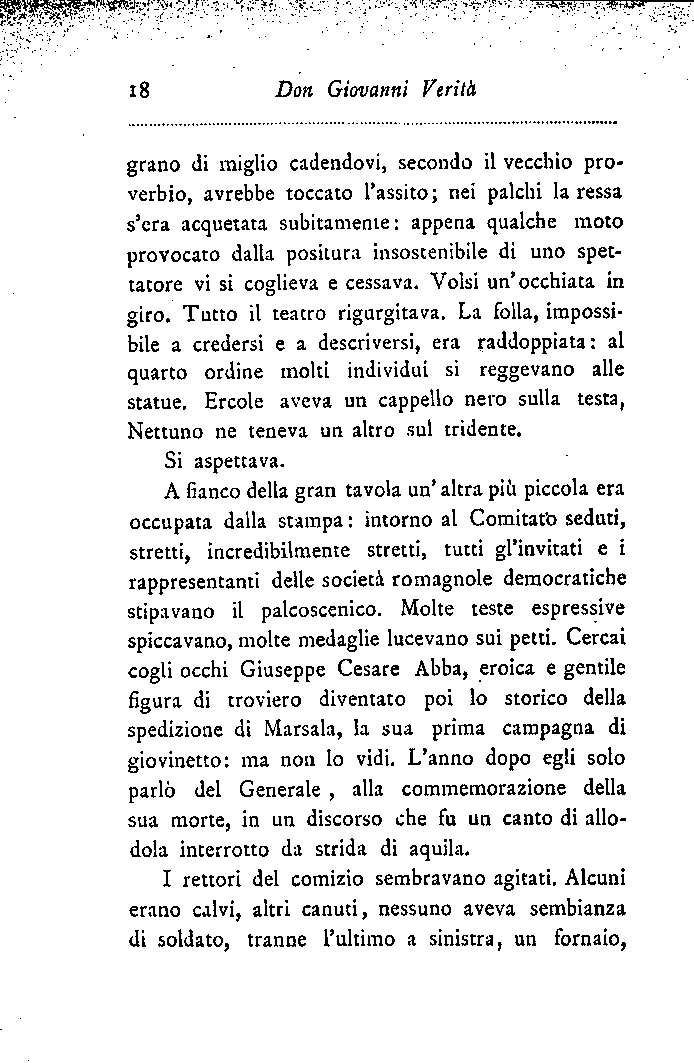 18 Don Giovanni Verità
grano di miglio cadendovi, secondo il vecchio pro-
verbio, avrebbe toccato l'assito; nei palchi la ressa
s'era acquetata subitamente: appena qualche moto
provocato dalla positura insostenibile di uno spet-
tatore vi si coglieva e cessava. Volsi un'occhiata in
giro. Tutto il teatro rigurgitava. La folla, impossi-
bile a credersi e a descriversi, era raddoppiata: al
quarto ordine molti individui si reggevano alle
statue. Ercole aveva un cappello nero sulla testa,
Nettuno ne teneva un altro sul tridente.
Si aspettava.
A fianco della gran tavola un'altra più piccola era
occupata dalla stampa: intorno al Comitato seduti,
stretti, incredibilmente stretti, tutti gl'invitati e i
rappresentanti delle società romagnole democratiche
stipavano il palcoscenico. Molte teste espressive
spiccavano, molte medaglie lucevano sui petti. Cercai
cogli occhi Giuseppe Cesare Abba, eroica e gentile
figura di troviero diventato poi lo storico della
spedizione di Marsala, la sua prima campagna di
giovinetto: ma non lo vidi. L'anno dopo egli solo
parlò del Generale , alla commemorazione della
sua morte, in un discorso che fu un canto di allo-
dola interrotto da strida di aquila.
I rettori del comizio sembravano agitati. Alcuni
erano calvi, altri canuti, nessuno aveva sembianza
di soldato, tranne l'ultimo a sinistra, un fornaio,